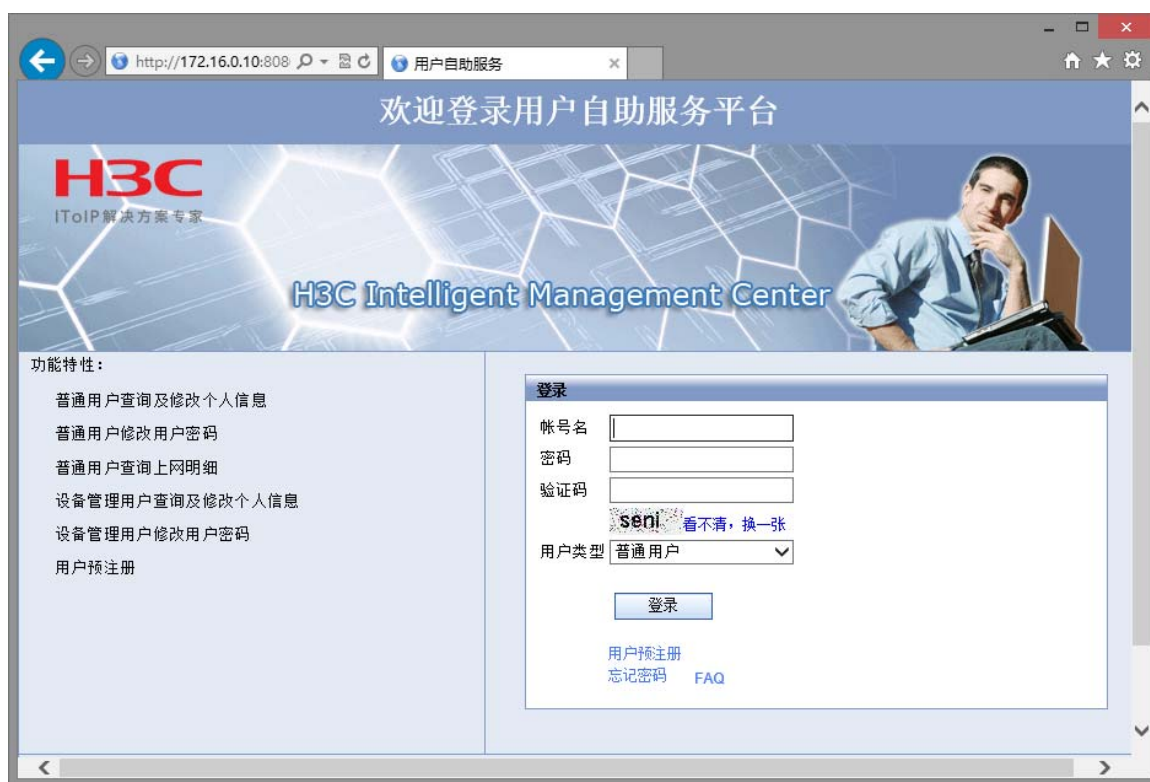 http://172.16.0.10:808
用户自助服务
欢迎登录用户自助服务平台
H3C
IToIP解决方案专家
H3C Intelligent Management Center
功能特性：
普通用户查询及修改个人信息
普通用户修改用户密码
普通用户查询上网明细
设备管理用户查询及修改个人信息
设备管理用户修改用户密码
用户预注册
登录
帐号名
密码
验证码
seni 看不清，换一张
用户类型 普通用户
登录
用户预注册
忘记密码 FAQ